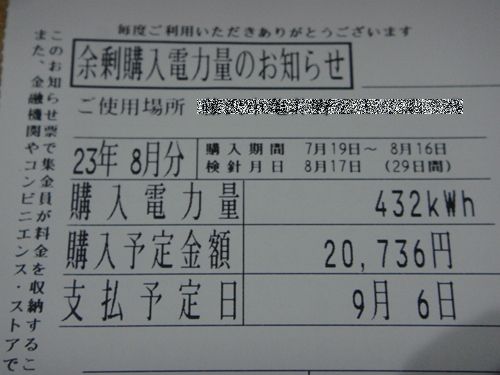 毎度ご利用いただきありがとうございます
余剰購入電力量のお知らせ
ご使用場所
23年 8月分
購入期間 7月19日〜 8月16日
検針月日 8月17日 (29日間)
購入電力量 432kWh
購入予定金額 20,736円
支払予定日 9月 6日
このお知らせ票で集金員が料金を収納するこ
また、金融機関やコンビニエンス・ストアで